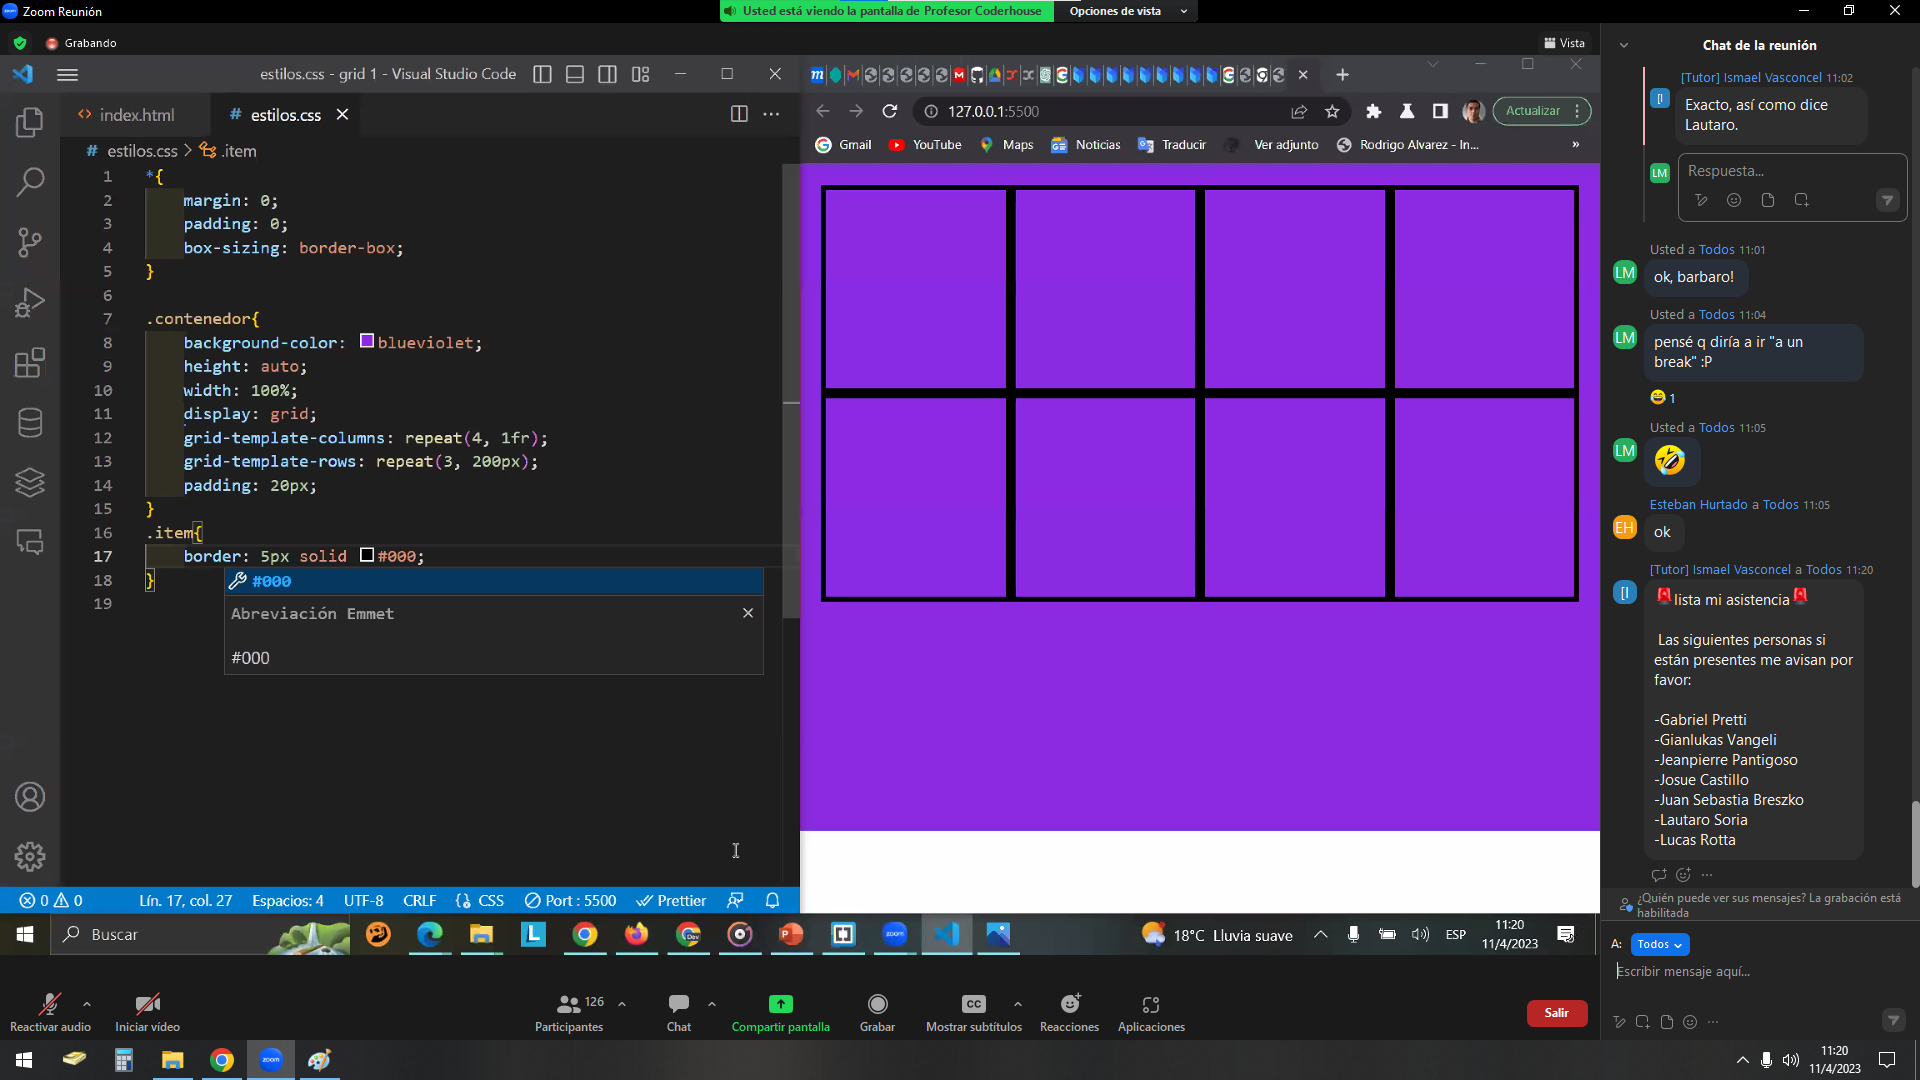 Zoom Reunión
Usted está viendo la pantalla de Profesor Coderhouse
Opciones de vista
Grabando
Vista
estilos.css - grid 1 - Visual Studio Code
index.html
estilos.css
estilos.css > .item
1 *{
2 margin: 0;
3 padding: 0;
4 box-sizing: border-box;
5 }
6
7 .contenedor{
8 background-color: blueviolet;
9 height: auto;
10 width: 100%;
11 display: grid;
12 grid-template-columns: repeat(4, 1fr);
13 grid-template-rows: repeat(3, 200px);
14 padding: 20px;
15 }
16 .item{
17 border: 5px solid #000;
18 }
19
#000
Abreviación Emmet
#000
0 0
Lín. 17, col. 27
Espacios: 4
UTF-8
CRLF
CSS
Port : 5500
Prettier
127.0.0.1:5500
Actualizar
Gmail
YouTube
Maps
Noticias
Traducir
Ver adjunto
Rodrigo Alvarez - In...
»
Buscar
18°C Lluvia suave
ESP
11:20
11/4/2023
Chat de la reunión
[Tutor] Ismael Vasconcel 11:02
Exacto, así como dice
Lautaro.
LM
Respuesta...
Usted a Todos 11:01
LM
ok, barbaro!
Usted a Todos 11:04
LM
pensé q diría a ir "a un
break" :P
1
Usted a Todos 11:05
LM
Esteban Hurtado a Todos 11:05
EH
ok
[Tutor] Ismael Vasconcel a Todos 11:20
lista mi asistencia
Las siguientes personas si
están presentes me avisan por
favor:
-Gabriel Pretti
-Gianlukas Vangeli
-Jeanpierre Pantigoso
-Josue Castillo
-Juan Sebastia Breszko
-Lautaro Soria
-Lucas Rotta
¿Quién puede ver sus mensajes? La grabación está
habilitada
A: Todos
Escribir mensaje aquí...
Reactivar audio
Iniciar vídeo
Participantes
126
Chat
Compartir pantalla
Grabar
CC
Mostrar subtítulos
Reacciones
Aplicaciones
Salir
zoom
11:20
11/4/2023